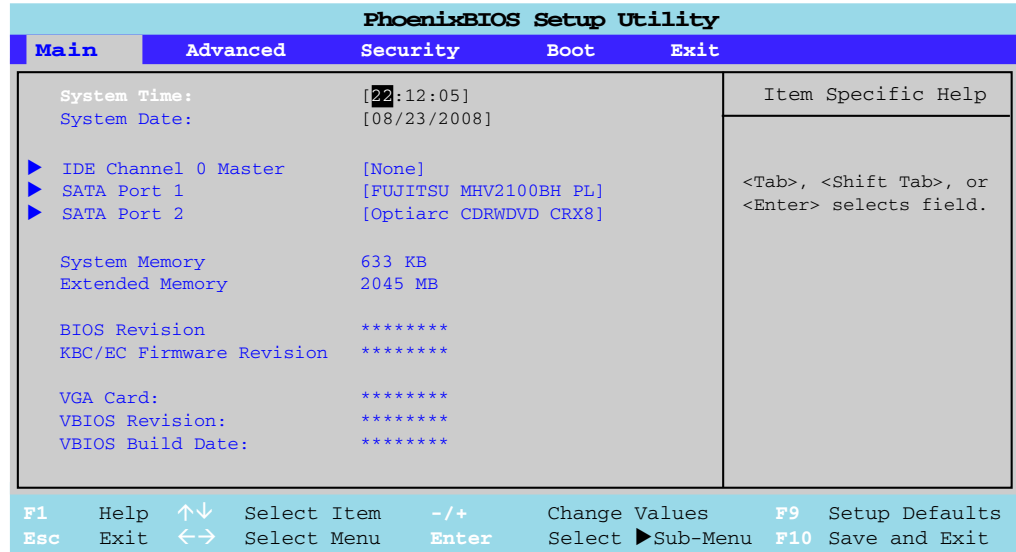 PhoenixBIOS Setup Utility
Main Advanced Security Boot Exit
System Time: [22:12:05]
System Date: [08/23/2008]
Item Specific Help
▶ IDE Channel 0 Master [None]
▶ SATA Port 1 [FUJITSU MHV2100BH PL]
▶ SATA Port 2 [Optiarc CDRWDVD CRX8]
<Tab>, <Shift Tab>, or
<Enter> selects field.
System Memory 633 KB
Extended Memory 2045 MB
BIOS Revision ********
KBC/EC Firmware Revision ********
VGA Card: ********
VBIOS Revision: ********
VBIOS Build Date: ********
F1 Help ↑↓ Select Item -/+ Change Values F9 Setup Defaults
Esc Exit ←→ Select Menu Enter Select ▶Sub-Menu F10 Save and Exit